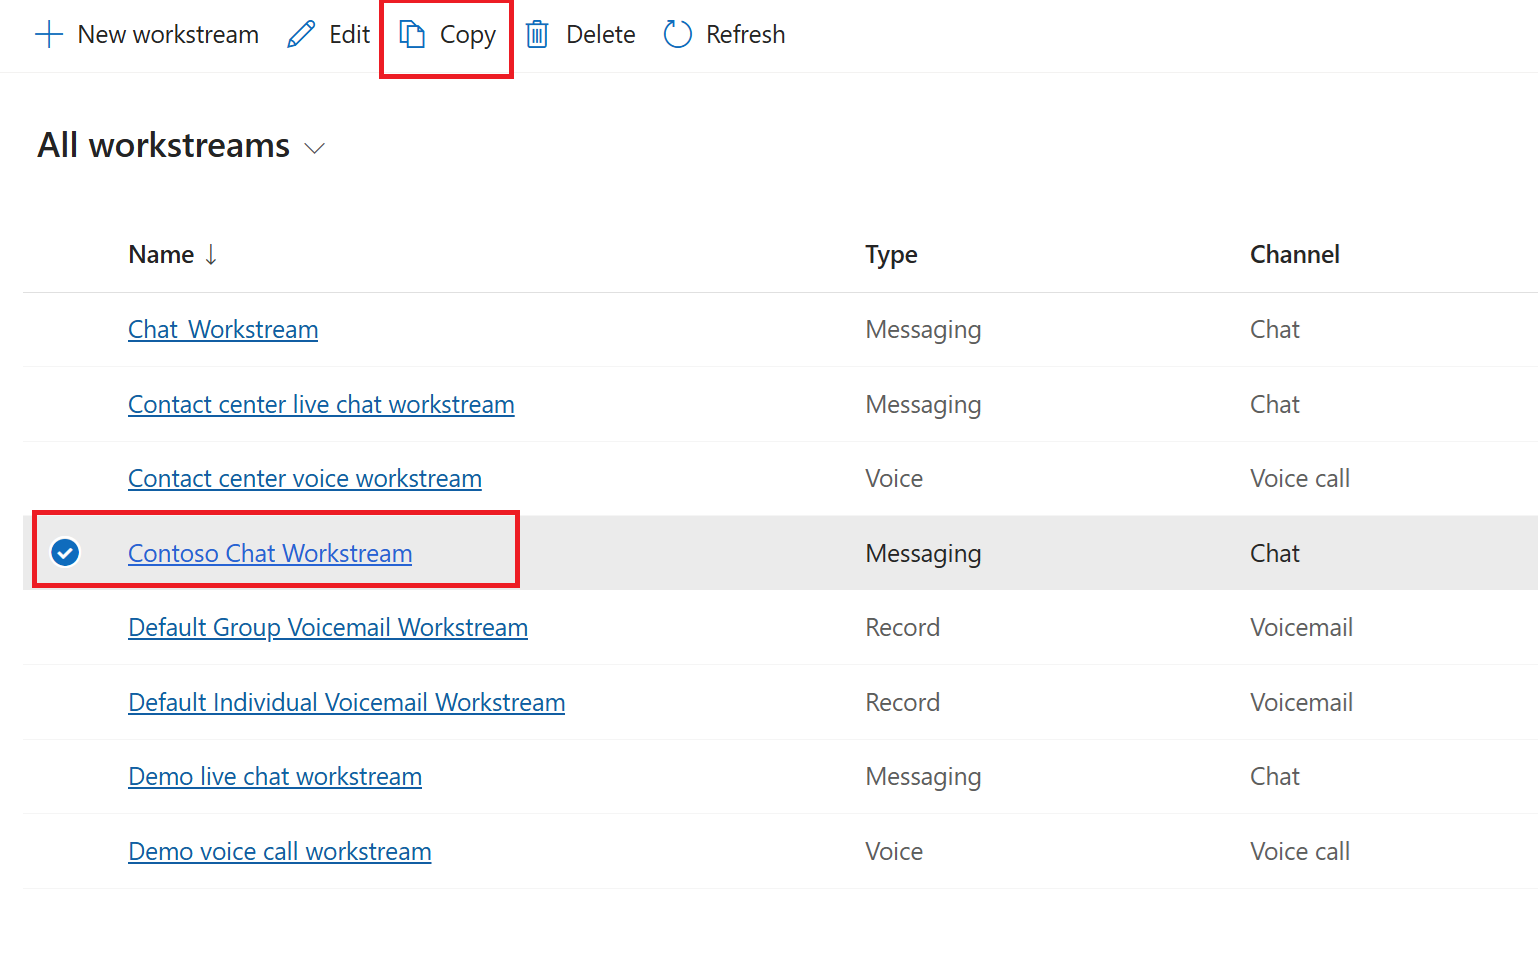 New workstream Edit Copy Delete Refresh
All workstreams
Name ↓ Type Channel
Chat Workstream Messaging Chat
Contact center live chat workstream Messaging Chat
Contact center voice workstream Voice Voice call
Contoso Chat Workstream Messaging Chat
Default Group Voicemail Workstream Record Voicemail
Default Individual Voicemail Workstream Record Voicemail
Demo live chat workstream Messaging Chat
Demo voice call workstream Voice Voice call